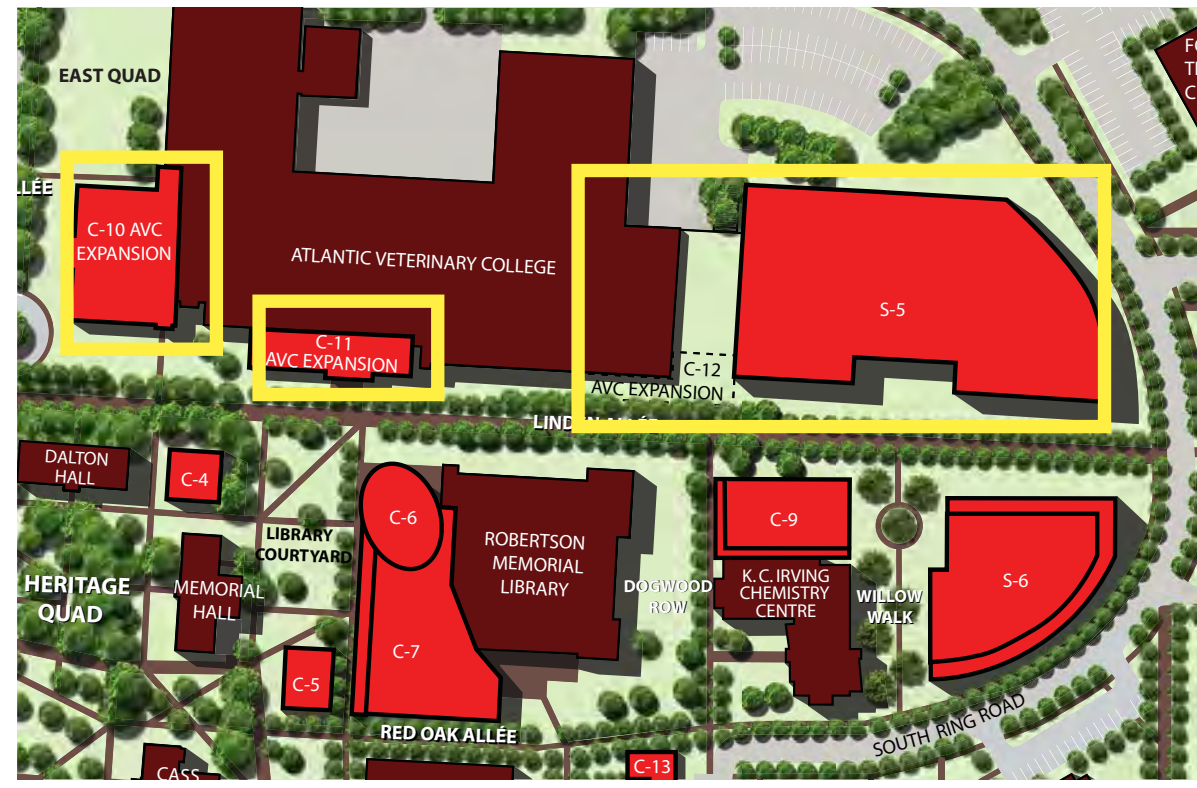 EAST QUAD
LLÉE
C-10 AVC
EXPANSION
ATLANTIC VETERINARY COLLEGE
C-11
AVC EXPANSION
S-5
C-12
AVC EXPANSION
LINDEN ALLÉE
DALTON
HALL
C-4
C-6
C-9
LIBRARY
COURTYARD
ROBERTSON
MEMORIAL
LIBRARY
HERITAGE
QUAD
MEMORIAL
HALL
DOGWOOD
ROW
K. C. IRVING
CHEMISTRY
CENTRE
WILLOW
WALK
S-6
C-7
C-5
RED OAK ALLÉE
SOUTH RING ROAD
CASS
C-13